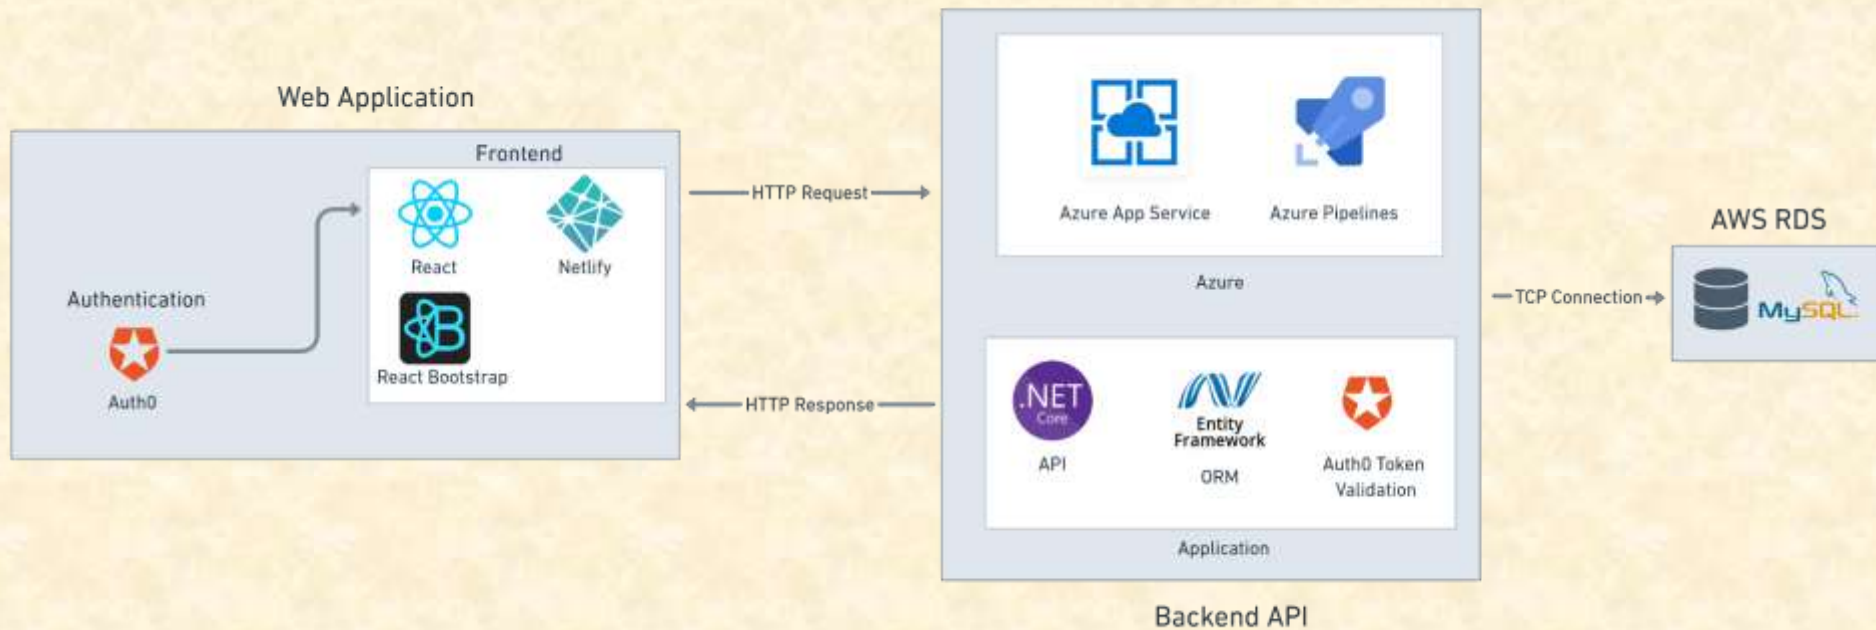 Web Application
Frontend
React
Netlify
React Bootstrap
Authentication
Auth0
HTTP Request
HTTP Response
Azure App Service
Azure Pipelines
Azure
.NET
Core
API
Entity
Framework
ORM
Auth0 Token
Validation
Application
Backend API
TCP Connection
AWS RDS
MySQL